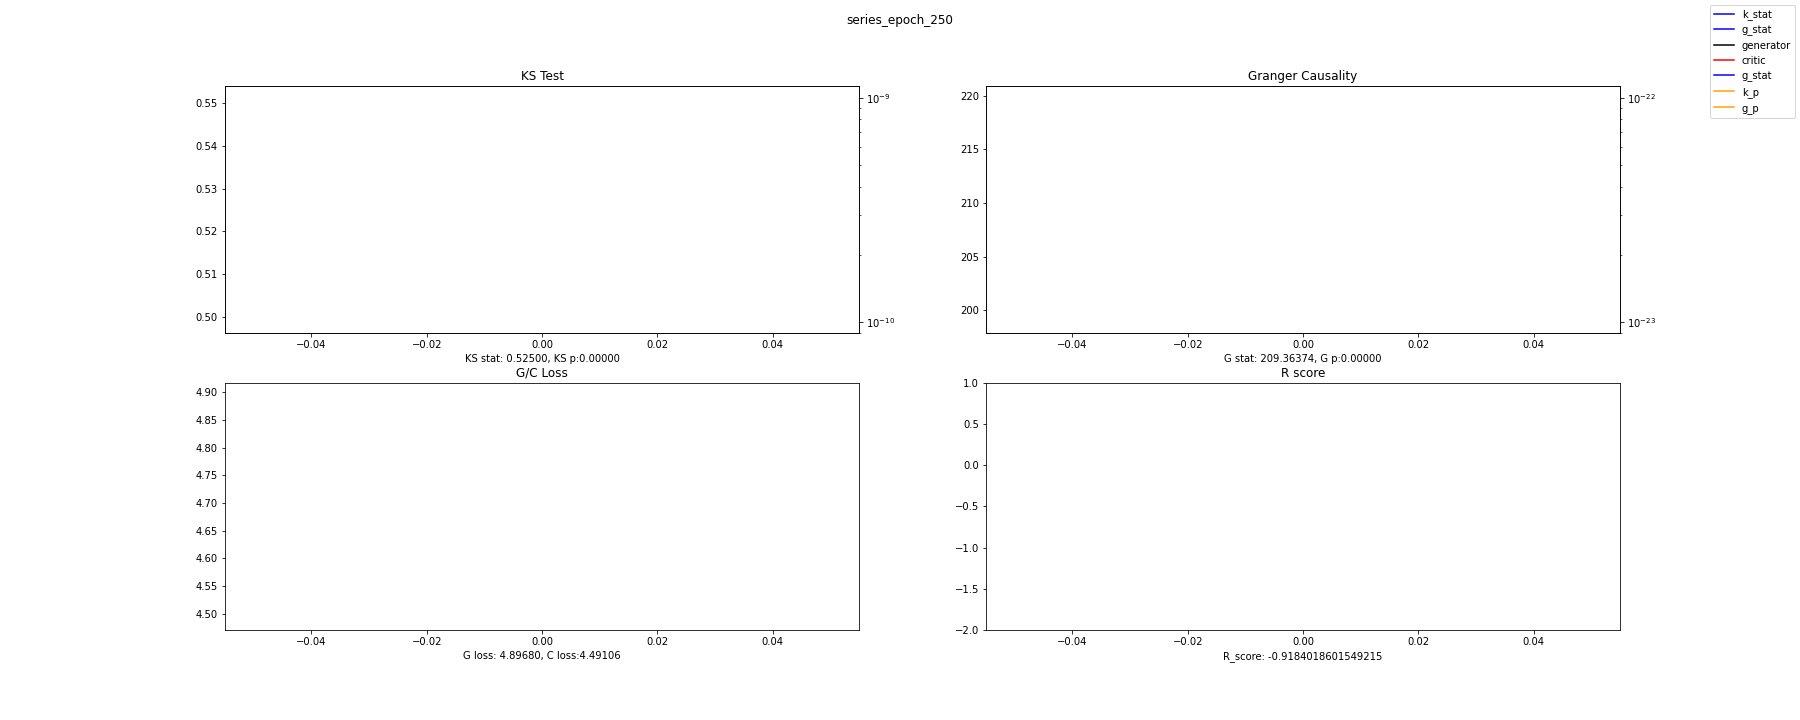 series_epoch_250
k_stat
g_stat
generator
critic
g_stat
k_p
g_p
KS Test
0.55
0.54
0.53
0.52
0.51
0.50
10⁻⁹
10⁻¹⁰
−0.04 −0.02 0.00 0.02 0.04
KS stat: 0.52500, KS p:0.00000
Granger Causality
220
215
210
205
200
10⁻²²
10⁻²³
−0.04 −0.02 0.00 0.02 0.04
G stat: 209.36374, G p:0.00000
G/C Loss
4.90
4.85
4.80
4.75
4.70
4.65
4.60
4.55
4.50
−0.04 −0.02 0.00 0.02 0.04
G loss: 4.89680, C loss:4.49106
R score
1.0
0.5
0.0
−0.5
−1.0
−1.5
−2.0
−0.04 −0.02 0.00 0.02 0.04
R_score: -0.9184018601549215